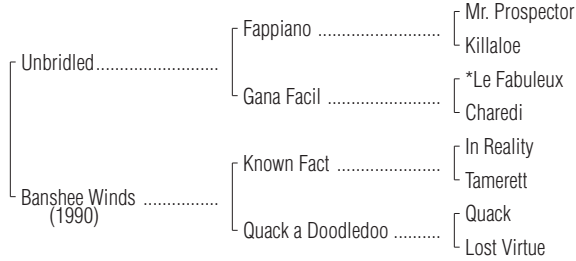 Mr. Prospector
Fappiano ........................
Killaloe
Unbridled........................
*Le Fabuleux
Gana Facil ......................
Charedi
In Reality
Known Fact ....................
Tamerett
Banshee Winds ...............
(1990)
Quack
Quack a Doodledoo ..........
Lost Virtue